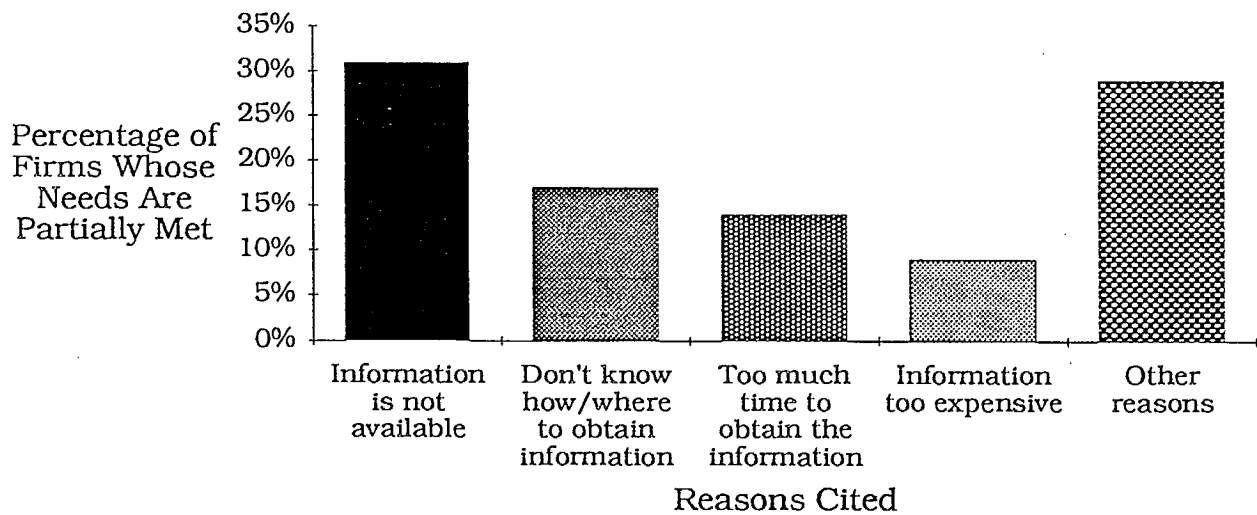 35%
30%
25%
20%
15%
10%
5%
0%
Percentage of
Firms Whose
Needs Are
Partially Met
Information
is not
available
Don't know
how/where
to obtain
information
Too much
time to
obtain the
information
Information
too expensive
Other
reasons
Reasons Cited